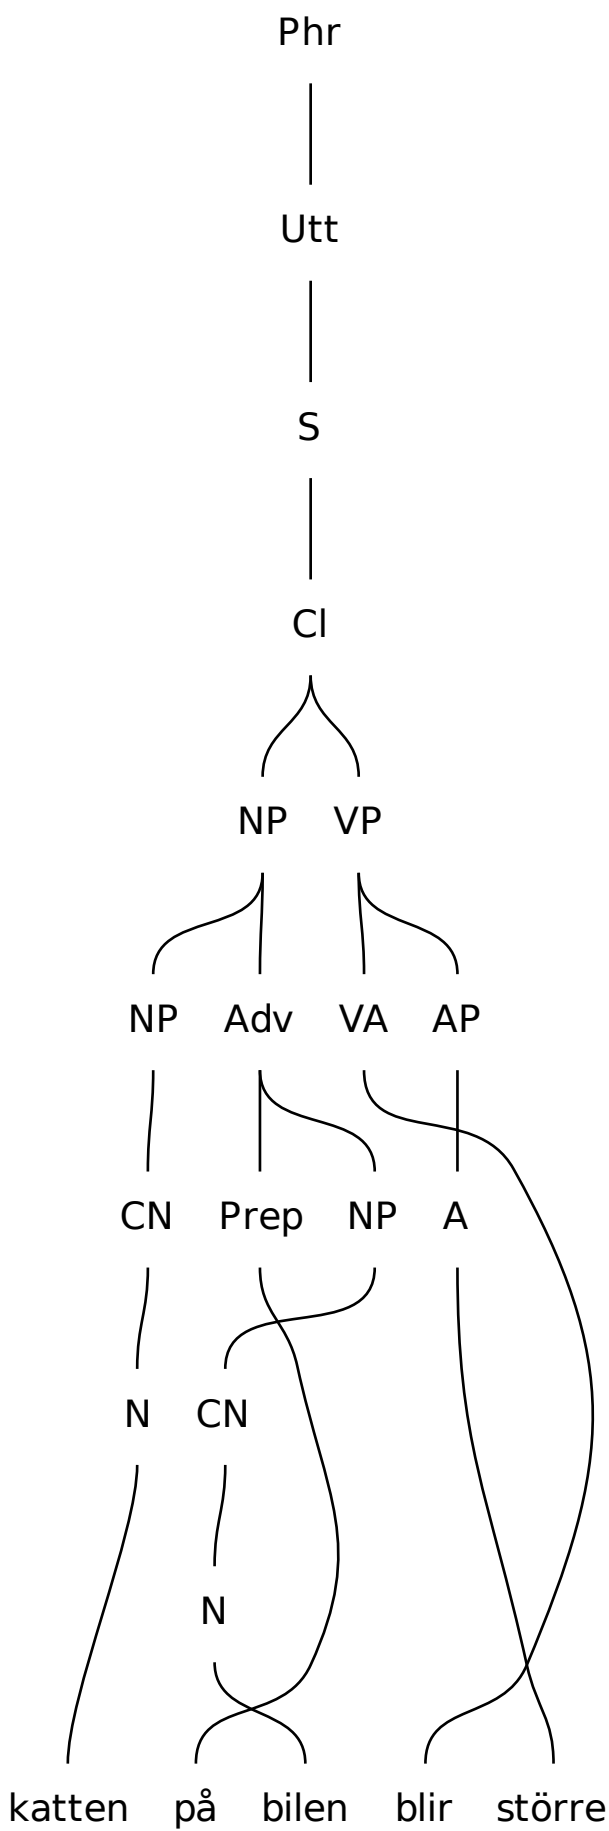 Phr
Utt
S
Cl
NP VP
NP Adv VA AP
CN Prep NP A
N CN
N
katten på bilen blir större